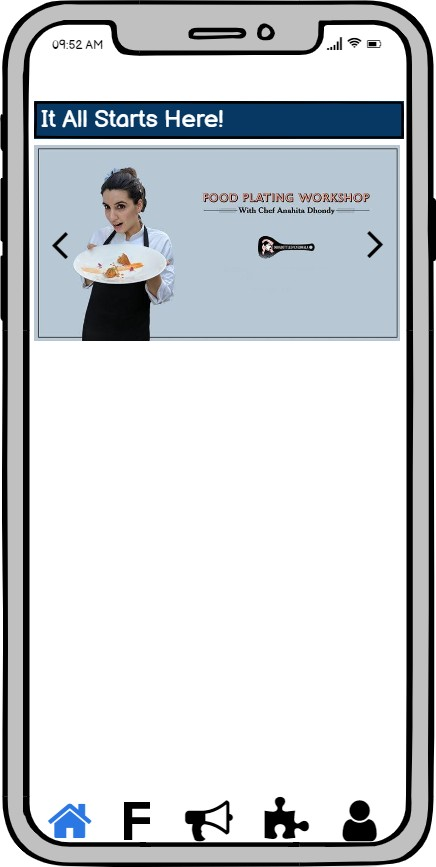 09:52 AM
It All Starts Here!
FOOD PLATING WORKSHOP
With Chef Anahita Dhondy
F